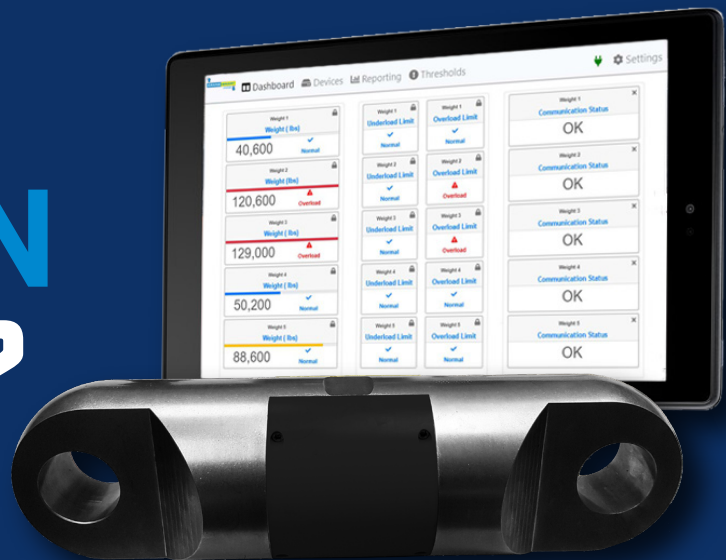 N
Dashboard Devices Reporting Thresholds Settings
Weight 1
Weight ( lbs)
40,600 Normal
Weight 1
Underload Limit
Normal
Weight 1
Overload Limit
Normal
Weight 1
Communication Status
OK
Weight 2
Weight (lbs)
120,600 Overload
Weight 2
Underload Limit
Normal
Weight 2
Overload Limit
Overload
Weight 2
Communication Status
OK
Weight 3
Weight ( lbs)
129,000 Overload
Weight 3
Underload Limit
Normal
Weight 3
Overload Limit
Overload
Weight 3
Communication Status
OK
Weight 4
Weight ( lbs)
50,200 Normal
Weight 4
Underload Limit
Normal
Weight 4
Overload Limit
Normal
Weight 4
Communication Status
OK
Weight 5
Weight ( lbs)
88,600 Normal
Weight 5
Underload Limit
Normal
Weight 5
Overload Limit
Normal
Weight 5
Communication Status
OK